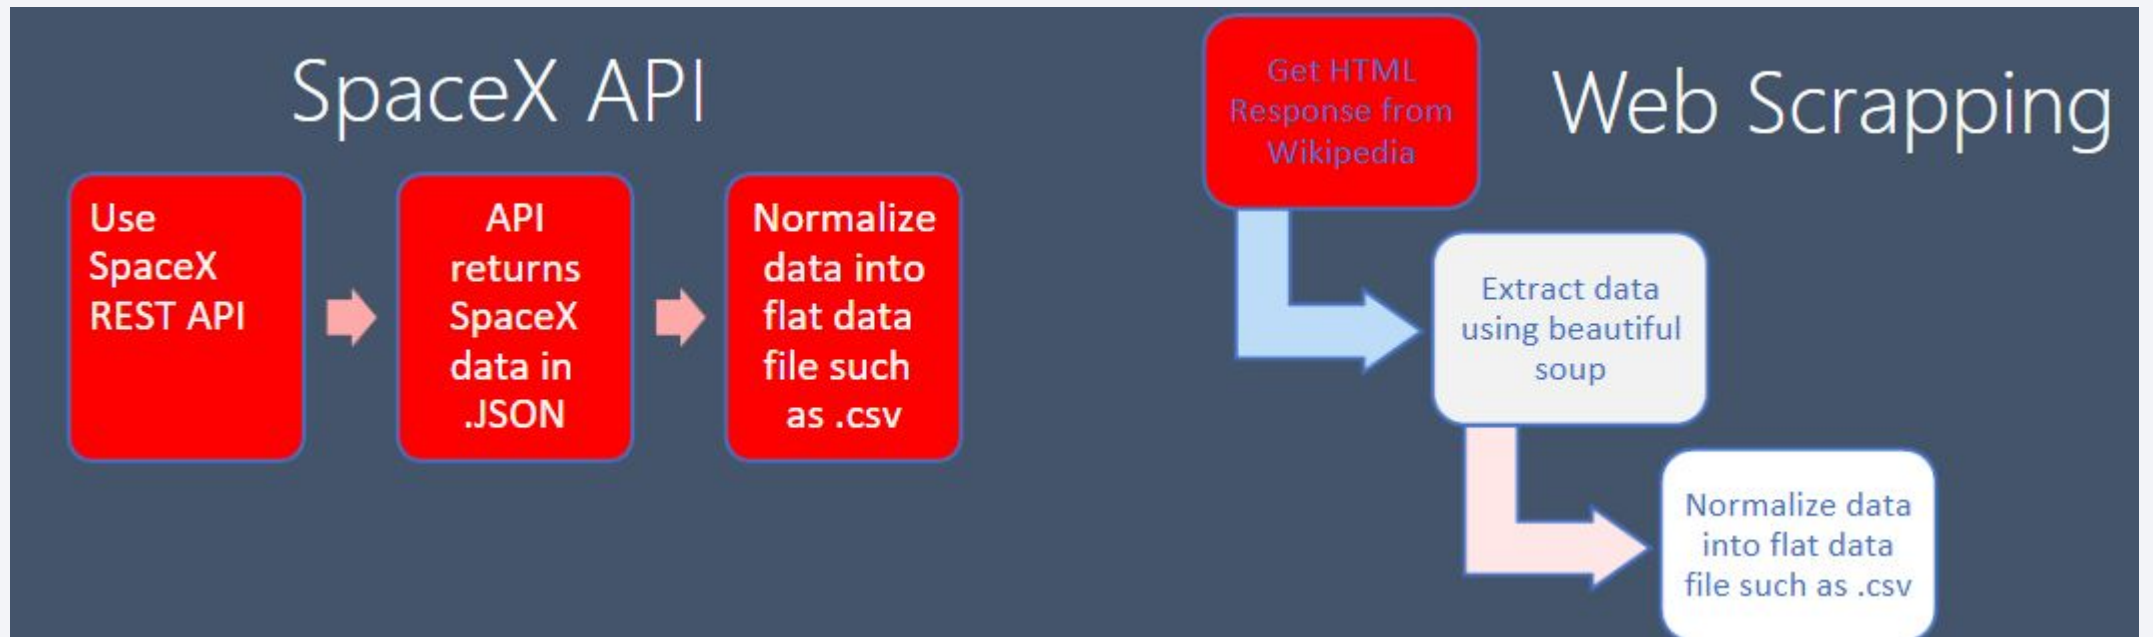 SpaceX API
Use
SpaceX
REST API
API
returns
SpaceX
data in
.JSON
Normalize
data into
flat data
file such
as .csv
Web Scrapping
Get HTML
Response from
Wikipedia
Extract data
using beautiful
soup
Normalize data
into flat data
file such as .csv